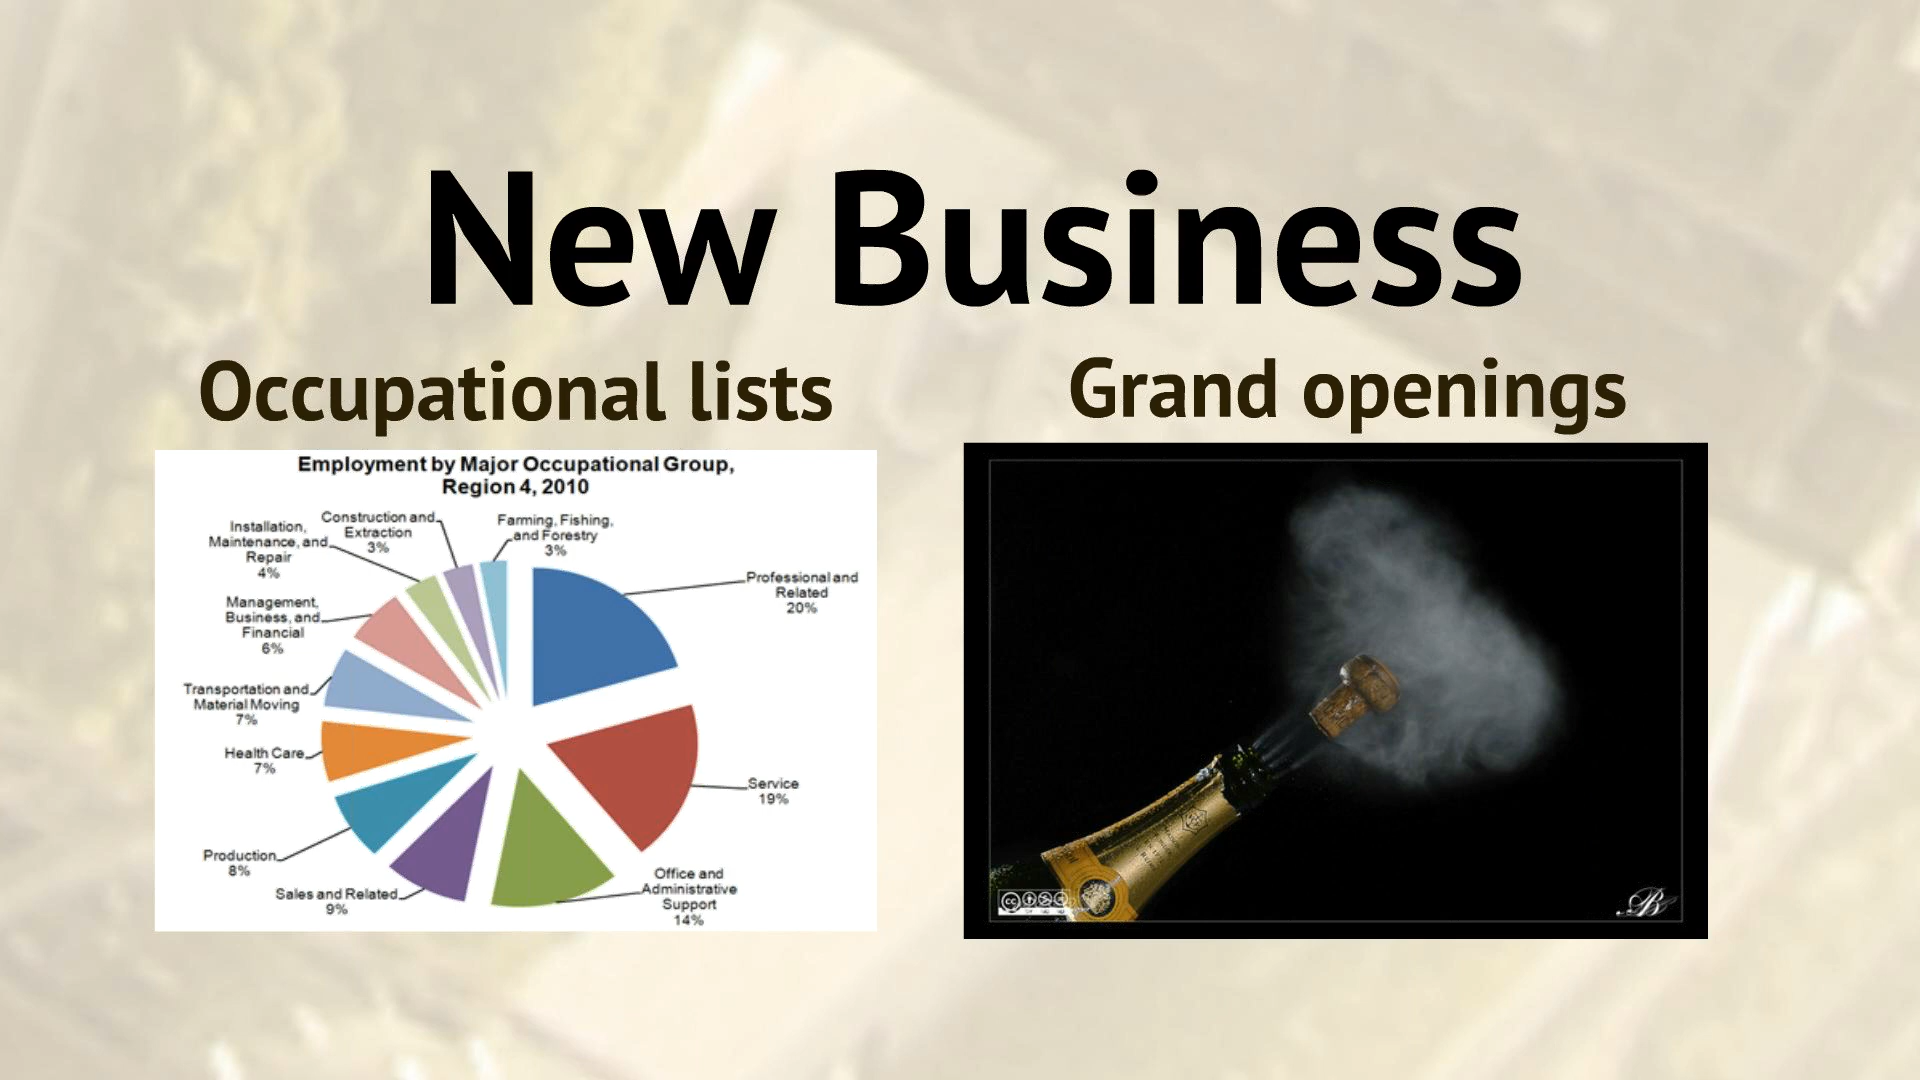 New Business
Occupational lists
Grand openings
Employment by Major Occupational Group,
Region 4, 2010
Construction and
Extraction
3%
Farming, Fishing,
and Forestry
3%
Installation,
Maintenance, and
Repair
4%
Professional and
Related
20%
Management,
Business, and
Financial
6%
Transportation and
Material Moving
7%
Health Care
7%
Service
19%
Production
8%
Sales and Related
9%
Office and
Administrative
Support
14%
cc